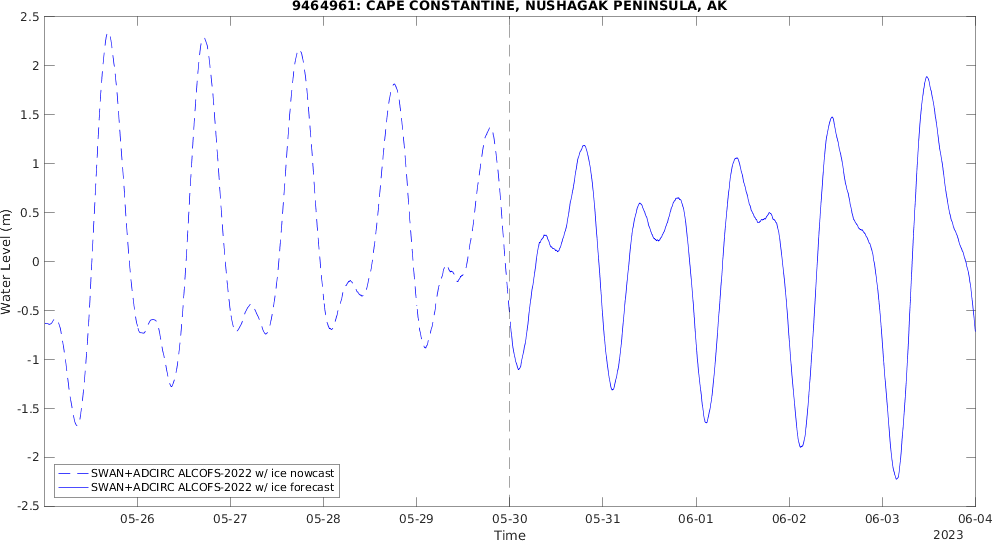 9464961: CAPE CONSTANTINE, NUSHAGAK PENINSULA, AK
2.5
2
1.5
1
0.5
0
-0.5
-1
-1.5
-2
-2.5
Water Level (m)
SWAN+ADCIRC ALCOFS-2022 w/ ice nowcast
SWAN+ADCIRC ALCOFS-2022 w/ ice forecast
05-26 05-27 05-28 05-29 05-30 05-31 06-01 06-02 06-03 06-04
Time
2023